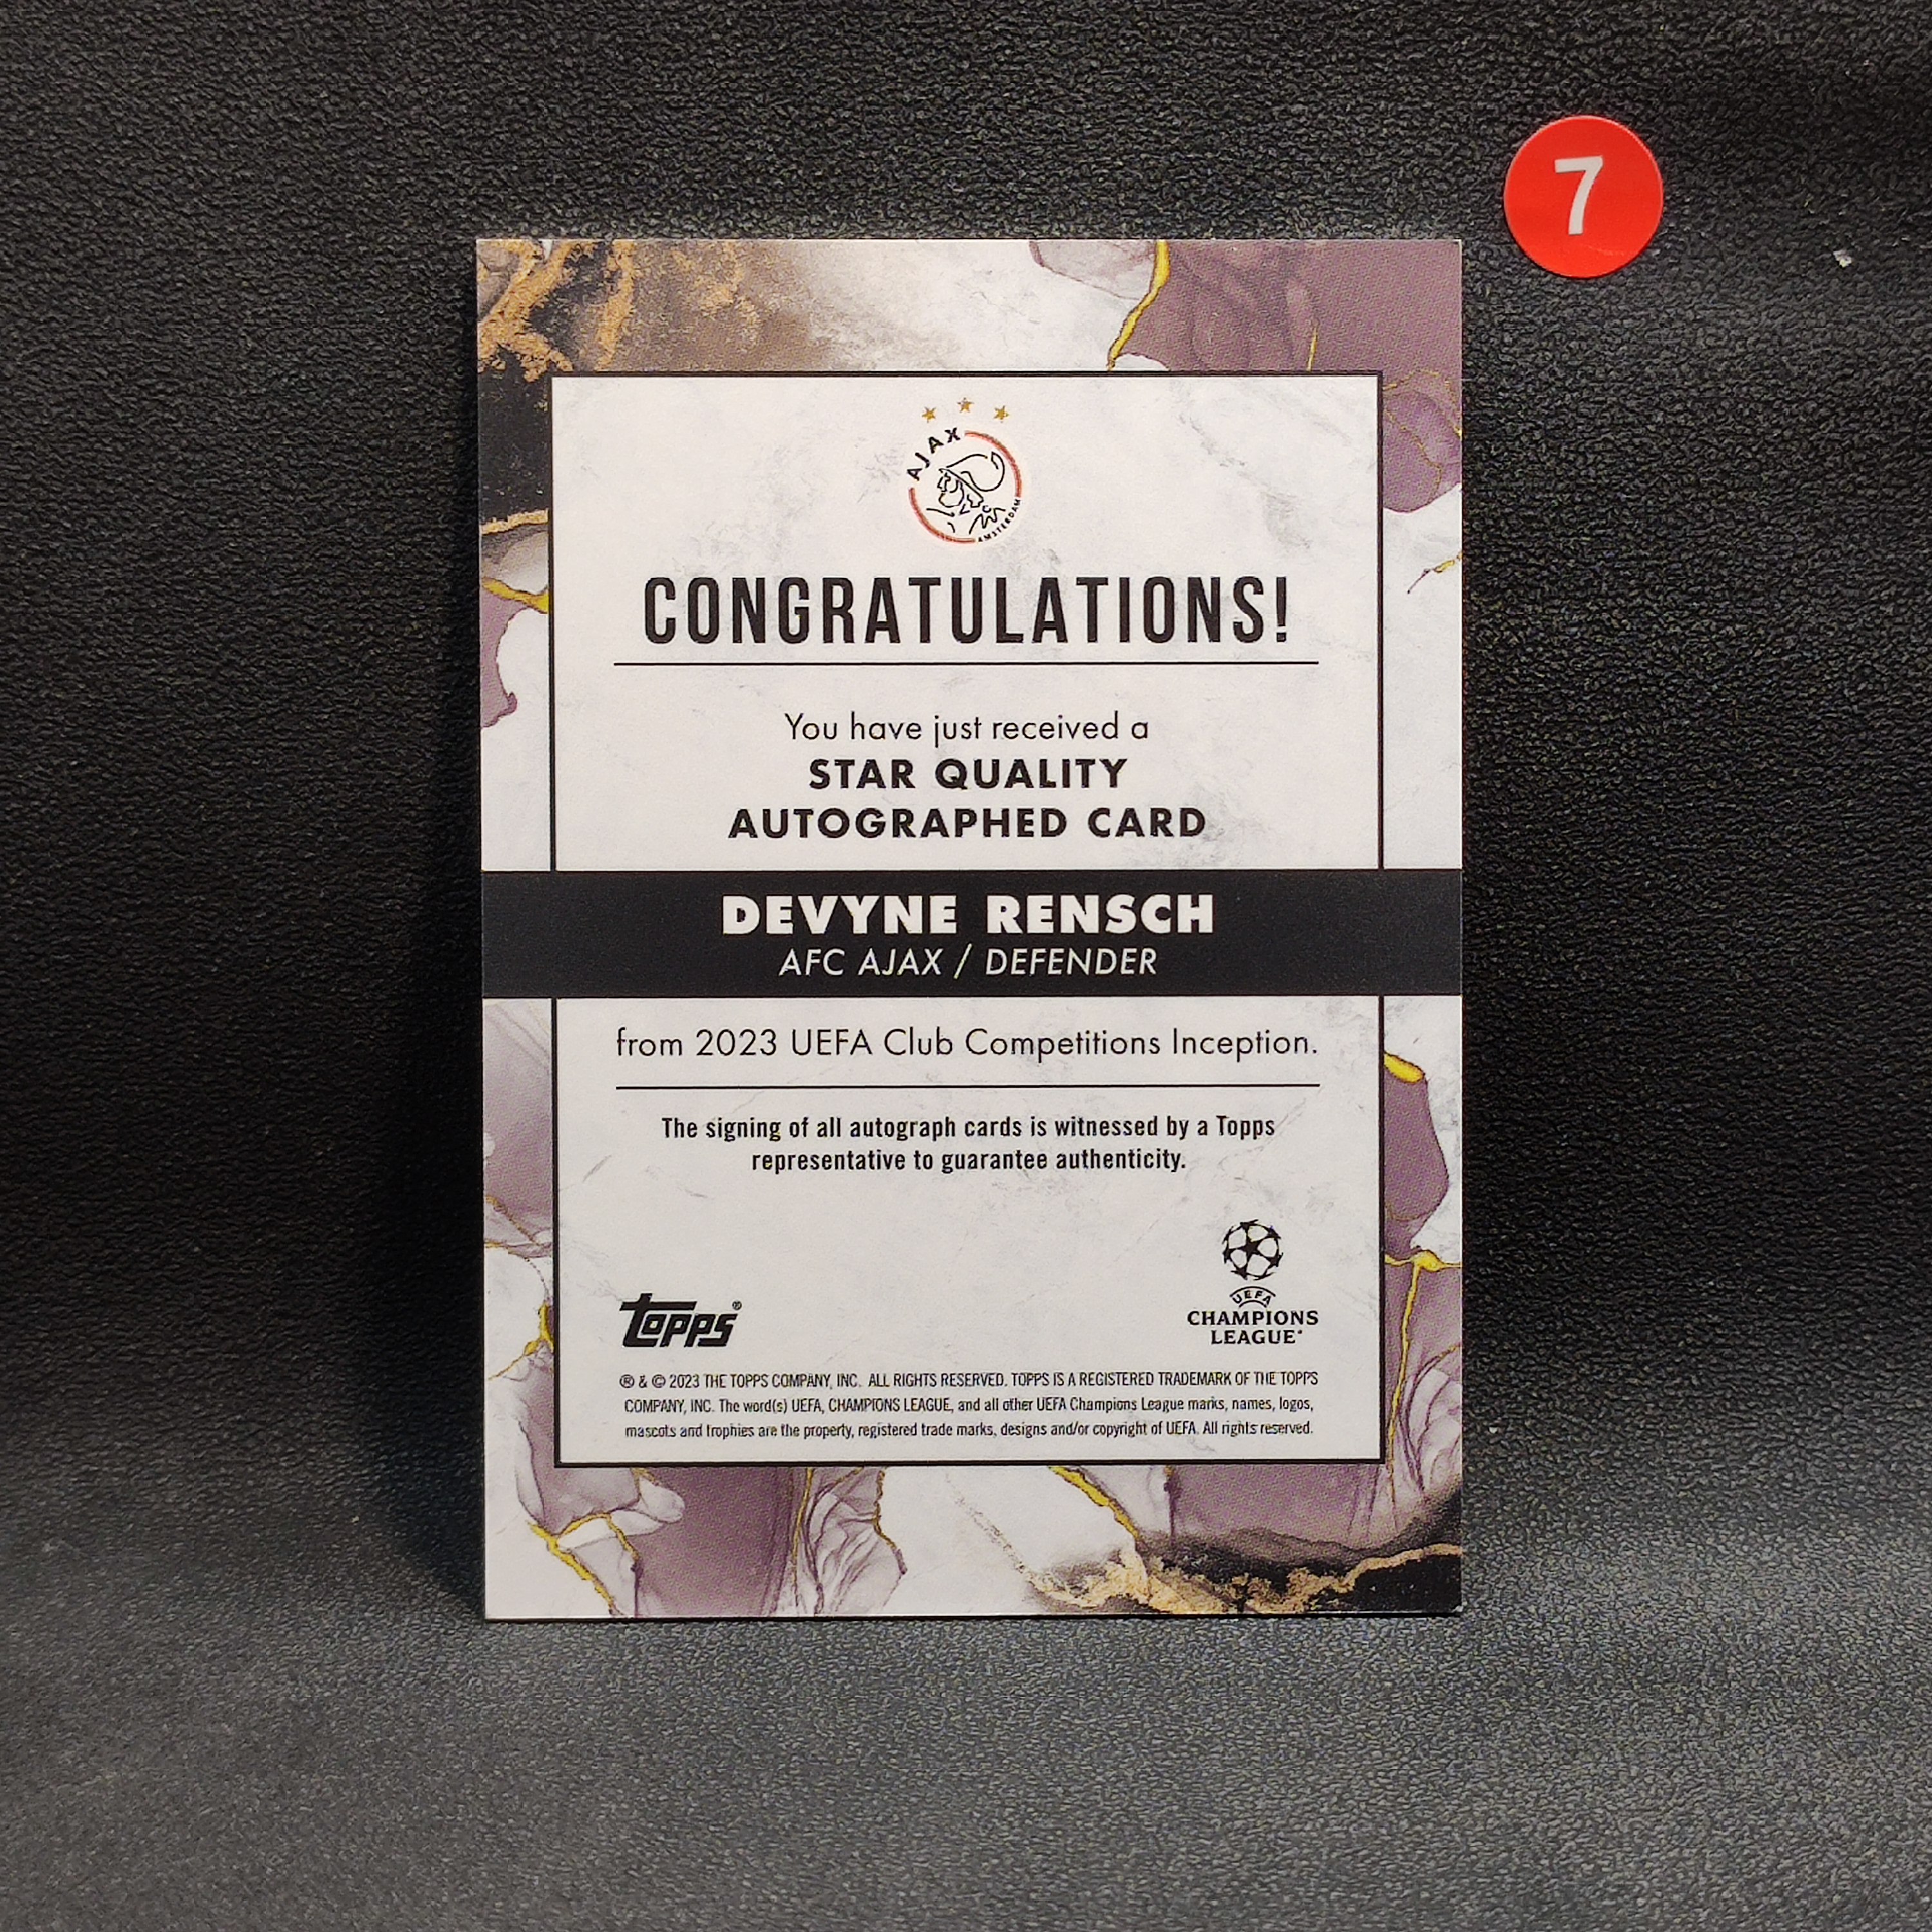 7
AJAX
AMSTERDAM
CONGRATULATIONS!
You have just received a
STAR QUALITY
AUTOGRAPHED CARD
DEVYNE RENSCH
AFC AJAX / DEFENDER
from 2023 UEFA Club Competitions Inception.
The signing of all autograph cards is witnessed by a Topps
representative to guarantee authenticity.
topps®
UEFA
CHAMPIONS
LEAGUE®
® & © 2023 THE TOPPS COMPANY, INC. ALL RIGHTS RESERVED. TOPPS IS A REGISTERED TRADEMARK OF THE TOPPS
COMPANY, INC. The word(s) UEFA, CHAMPIONS LEAGUE, and all other UEFA Champions League marks, names, logos,
mascots and trophies are the property, registered trade marks, designs and/or copyright of UEFA. All rights reserved.